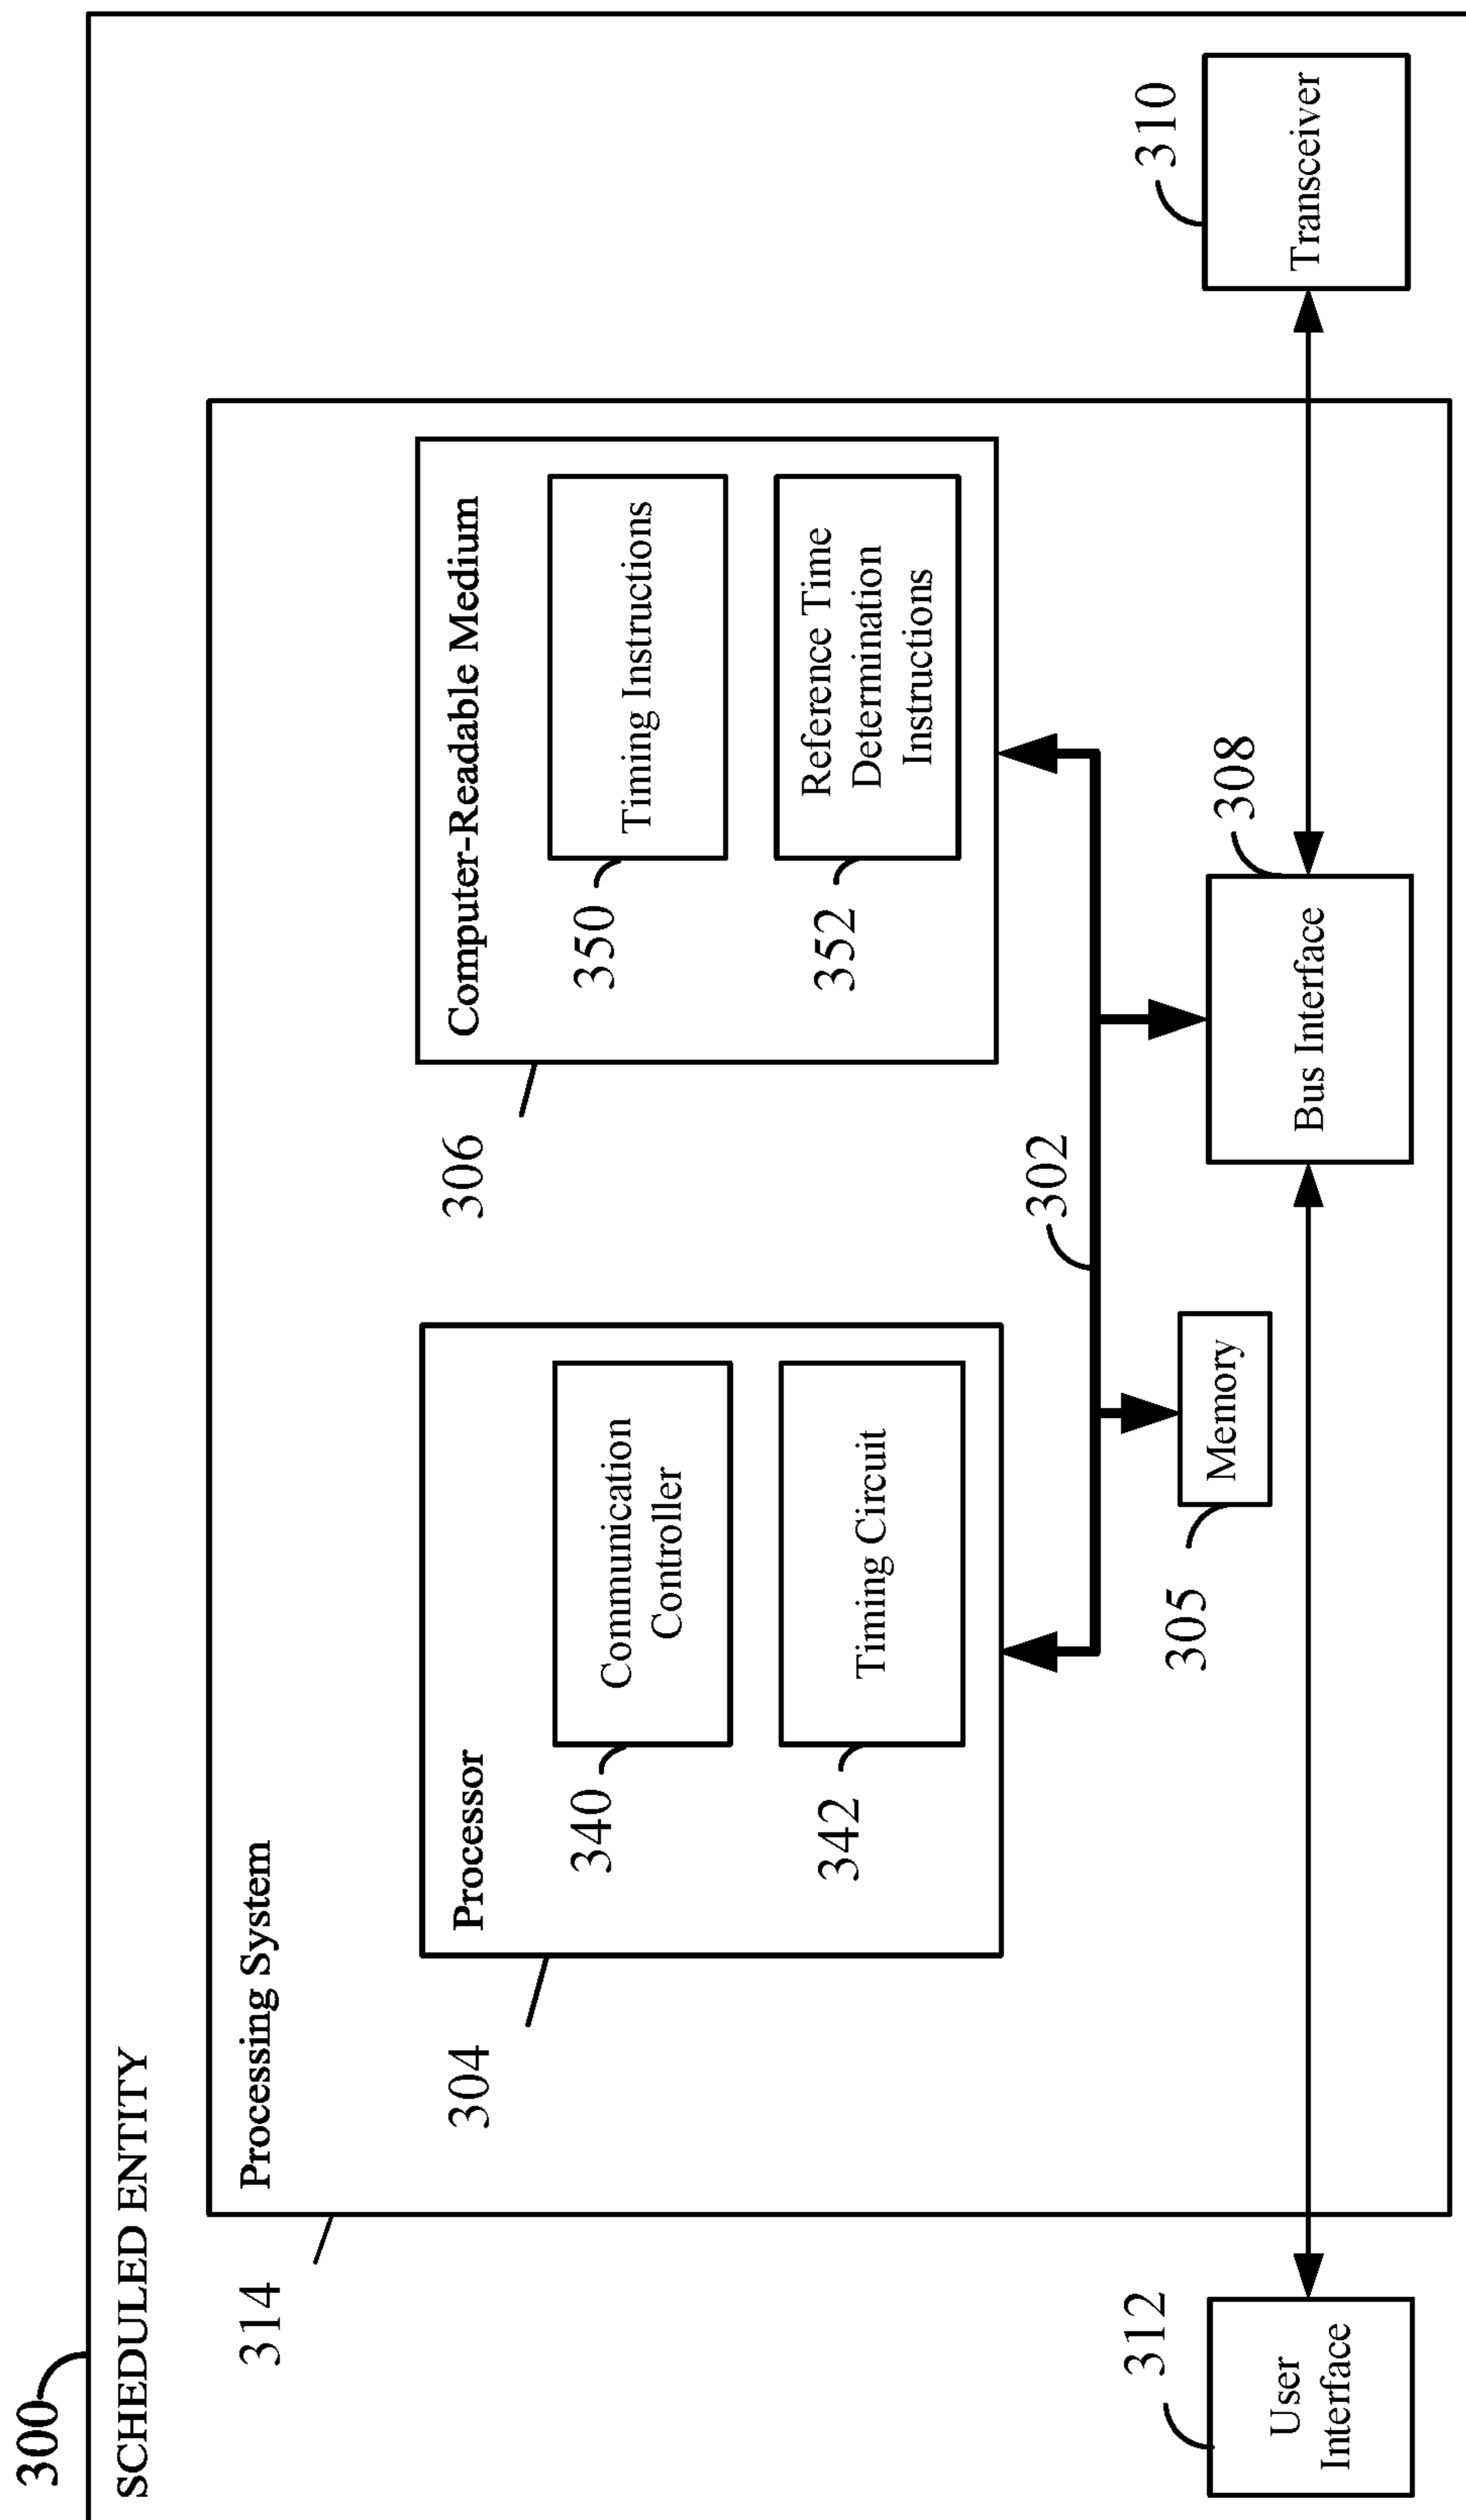 300
SCHEDULED ENTITY
314
Processing System
304
Processor
340
Communication
Controller
342
Timing Circuit
306
Computer-Readable Medium
350
Timing Instructions
352
Reference Time
Determination
Instructions
302
305
Memory
308
Bus Interface
312
User
Interface
310
Transceiver